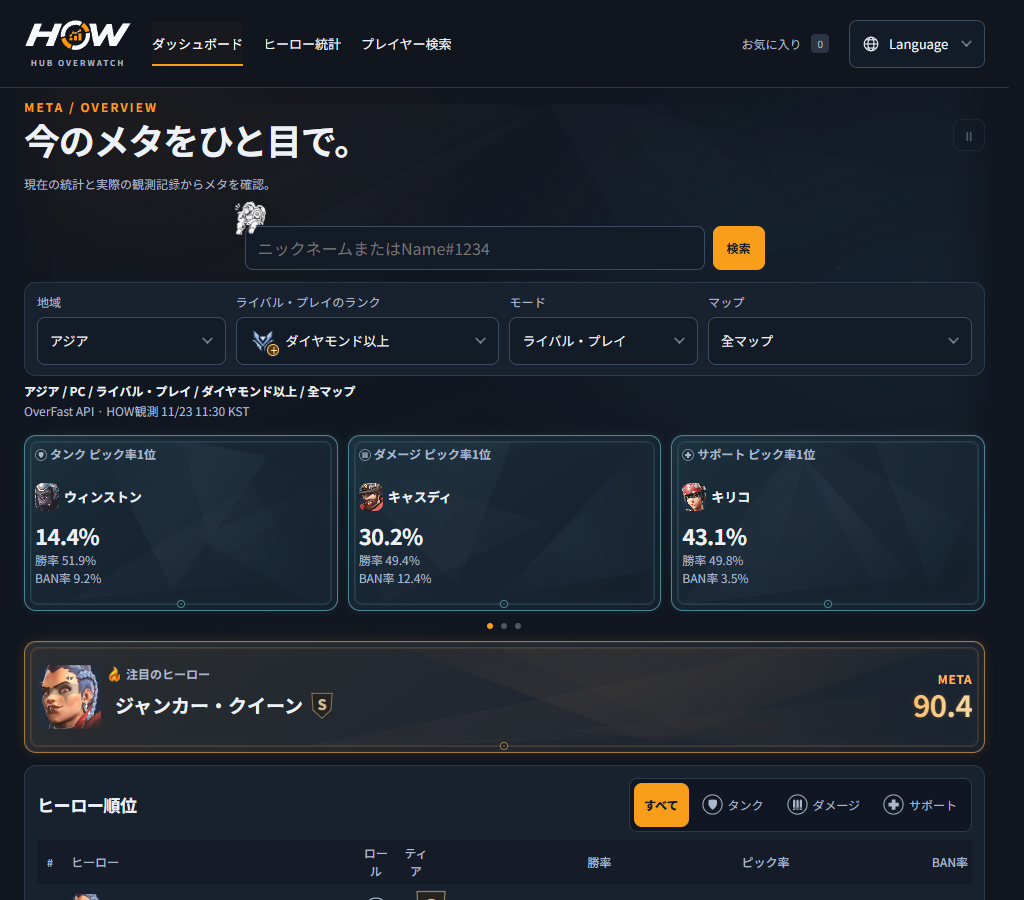 HOW
HUB OVERWATCH
ダッシュボード
ヒーロー統計
プレイヤー検索
お気に入り 0
Language
META / OVERVIEW
今のメタをひと目で。
現在の統計と実際の観測記録からメタを確認。
ニックネームまたはName#1234
検索
地域
ライバル・プレイのランク
モード
マップ
アジア
ダイヤモンド以上
ライバル・プレイ
全マップ
アジア / PC / ライバル・プレイ / ダイヤモンド以上 / 全マップ
OverFast API · HOW観測 11/23 11:30 KST
タンク ピック率1位
ウィンストン
14.4%
勝率 51.9%
BAN率 9.2%
ダメージ ピック率1位
キャスディ
30.2%
勝率 49.4%
BAN率 12.4%
サポート ピック率1位
キリコ
43.1%
勝率 49.8%
BAN率 3.5%
注目のヒーロー
ジャンカー・クイーン S
META
90.4
ヒーロー順位
すべて
タンク
ダメージ
サポート
#
ヒーロー
ロール
ティア
勝率
ピック率
BAN率